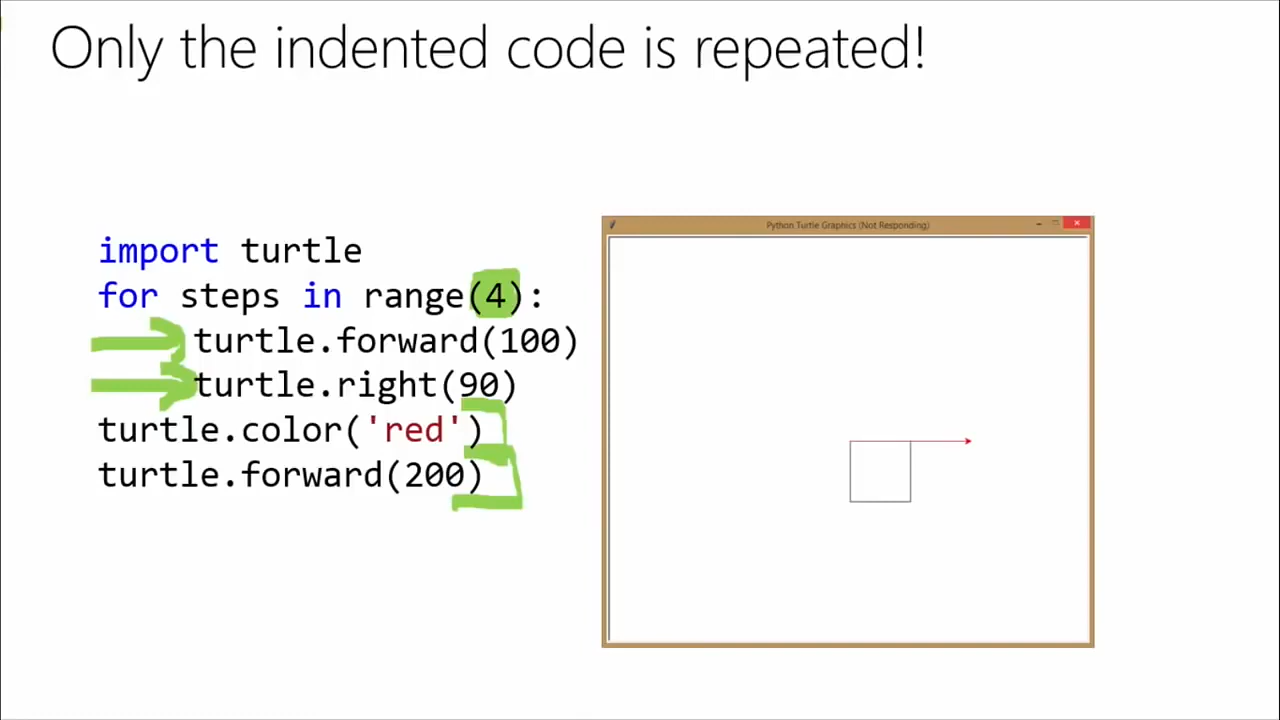 Only the indented code is repeated!
import turtle
for steps in range(4):
turtle.forward(100)
turtle.right(90)
turtle.color('red')
turtle.forward(200)
Python Turtle Graphics (Not Responding)